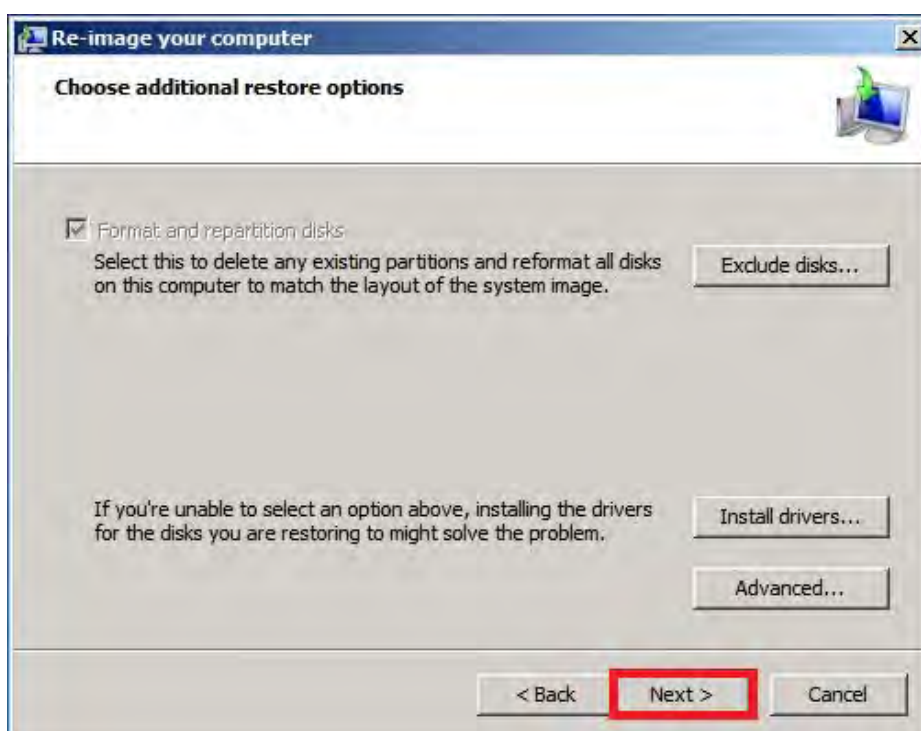 Re-image your computer
Choose additional restore options
Format and repartition disks
Select this to delete any existing partitions and reformat all disks
on this computer to match the layout of the system image.
Exclude disks...
If you're unable to select an option above, installing the drivers
for the disks you are restoring to might solve the problem.
Install drivers...
Advanced...
< Back
Next >
Cancel